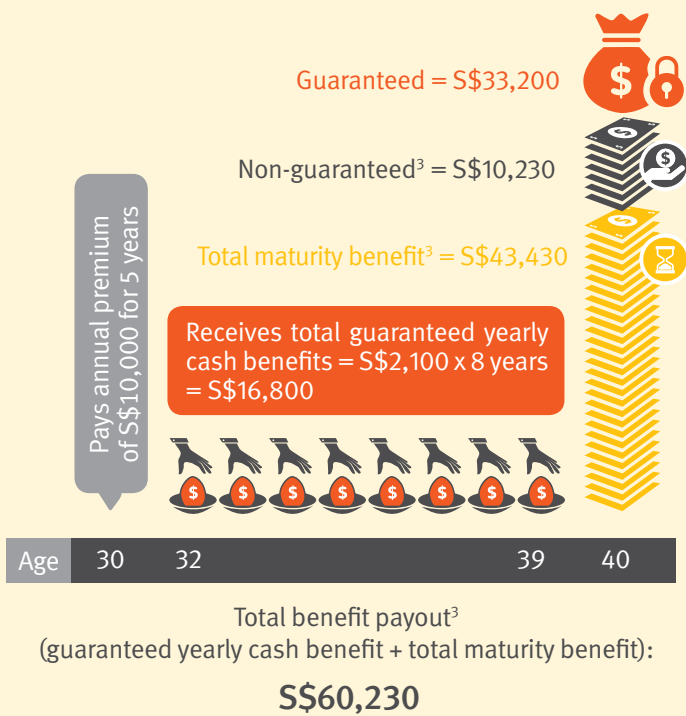 Guaranteed = S$33,200
Non-guaranteed³ = S$10,230
Total maturity benefit³ = S$43,430
Pays annual premium
of S$10,000 for 5 years
Receives total guaranteed yearly
cash benefits = S$2,100 x 8 years
= S$16,800
$ $ $ $ $ $ $ $
Age 30 32 39 40
Total benefit payout³
(guaranteed yearly cash benefit + total maturity benefit):
S$60,230